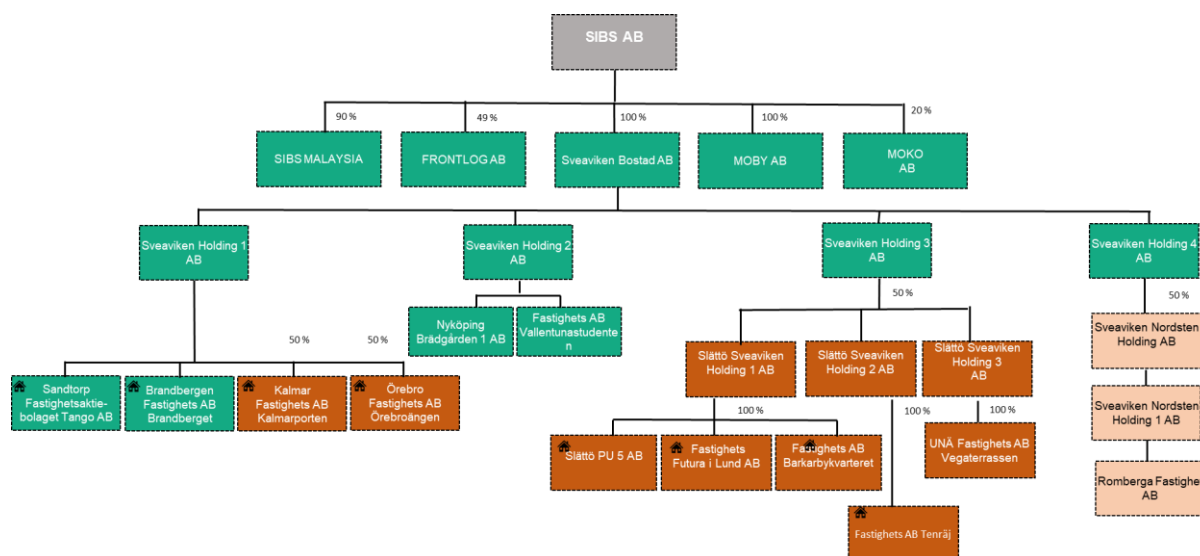 SIBS AB
90 %
49 %
100 %
100 %
20 %
SIBS MALAYSIA
FRONTLOG AB
Sveaviken Bostad AB
MOBY AB
MOKO
AB
Sveaviken Holding 1
AB
Sveaviken Holding 2
AB
Sveaviken Holding 3
AB
Sveaviken Holding 4
AB
50 %
50 %
Nyköping
Brädgården 1 AB
Fastighets AB
Vallentunastudente
n
Sveaviken Nordsten
Holding AB
50 %
50 %
Slättö Sveaviken
Holding 1 AB
Slättö Sveaviken
Holding 2 AB
Slättö Sveaviken
Holding 3
AB
Sandtorp
Fastighetsaktie-
bolaget Tango AB
Brandbergen
Fastighets AB
Brandberget
Kalmar
Fastighets AB
Kalmarporten
Örebro
Fastighets AB
Örebroängen
Sveaviken Nordsten
Holding 1 AB
100 %
100 %
100 %
Slättö PU 5 AB
Fastighets
Futura i Lund AB
Fastighets AB
Barkarbykvarteret
UNÄ Fastighets AB
Vegaterrassen
Romberga Fastighe
AB
Fastighets AB Tenräj